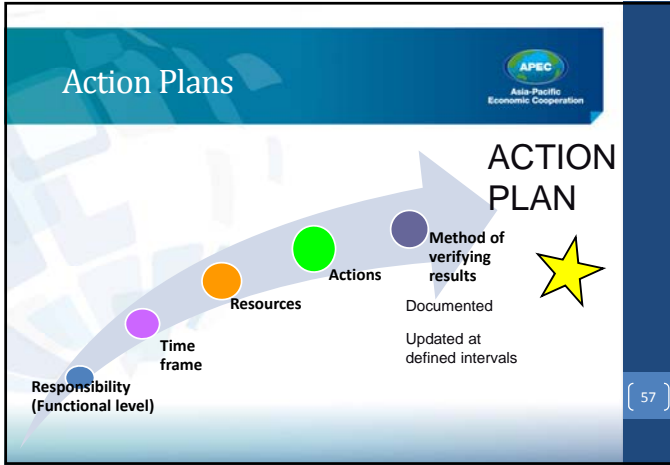 Action Plans
APEC
Asia-Pacific
Economic Cooperation
ACTION
PLAN
Method of
verifying
results
Actions
Resources
Documented
Time
frame
Updated at
defined intervals
Responsibility
(Functional level)
57